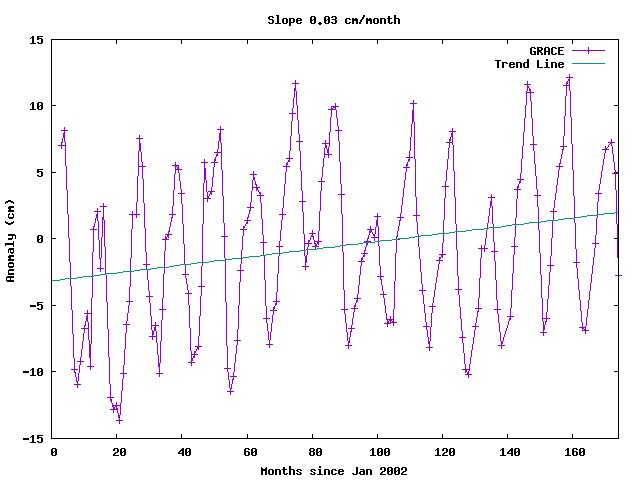 Slope 0.03 cm/month
GRACE
Trend Line
15
10
5
0
-5
-10
-15
Anomaly (cm)
0 20 40 60 80 100 120 140 160
Months since Jan 2002